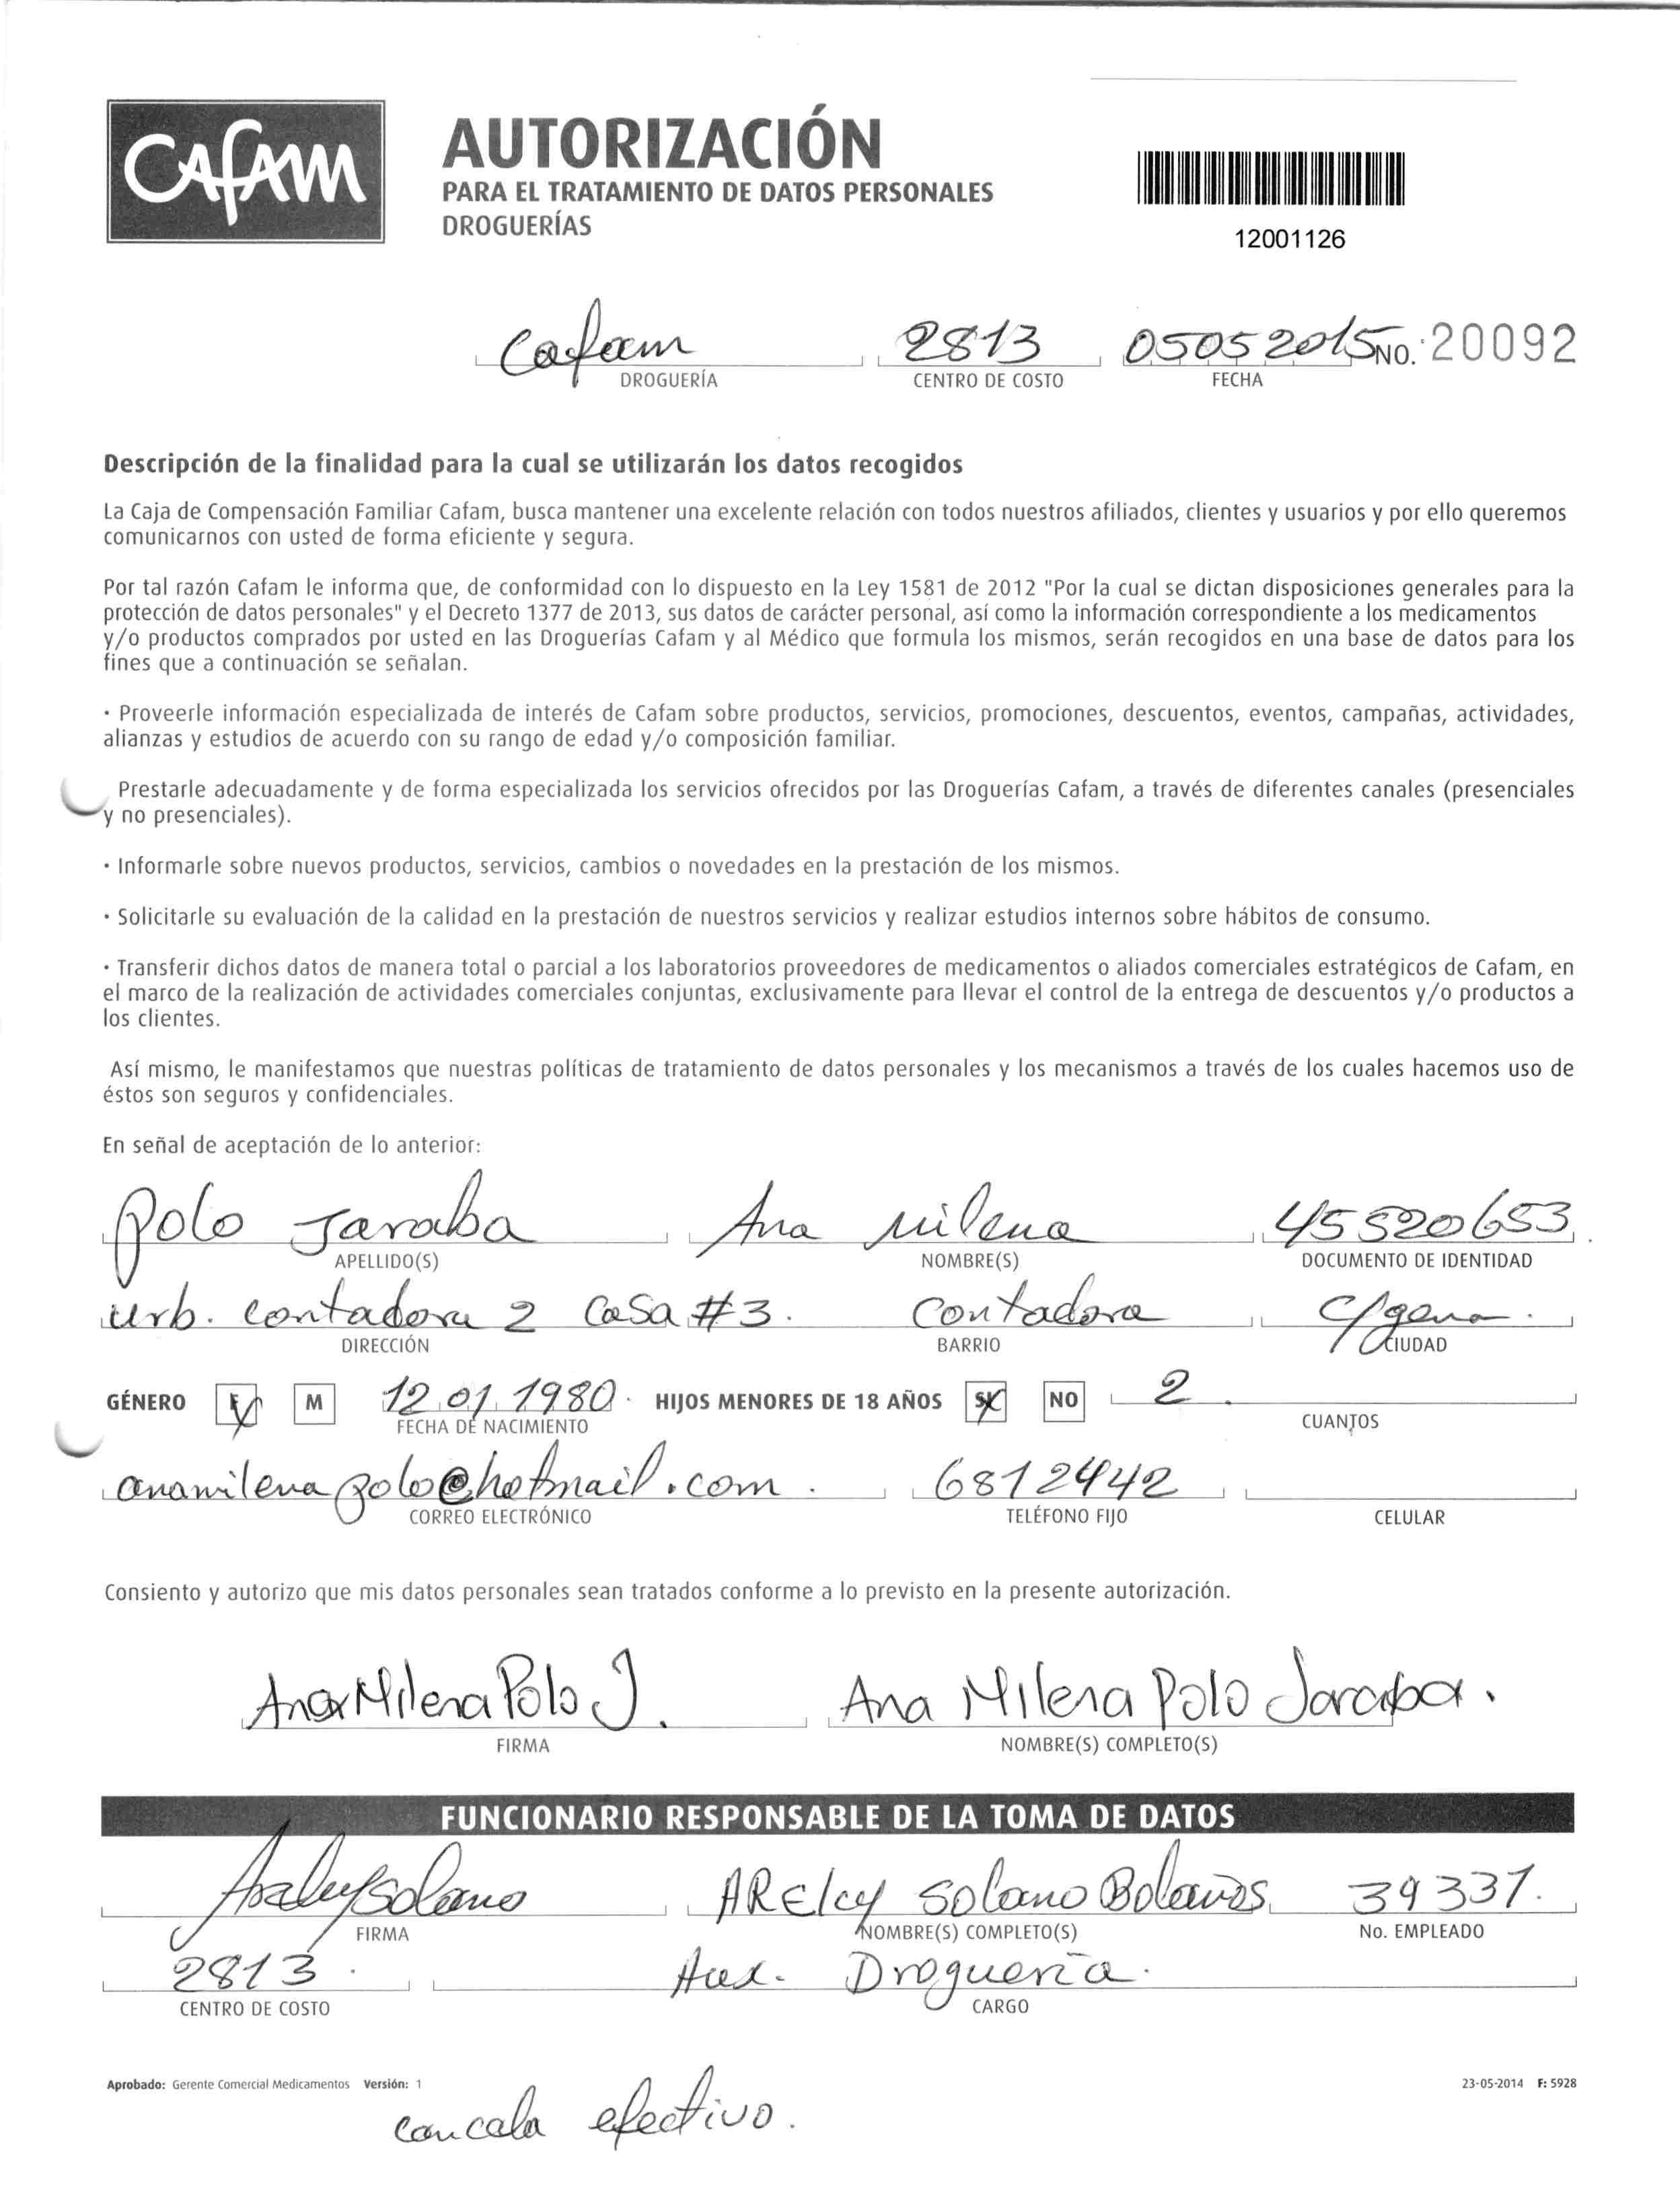 CAFAM
AUTORIZACIÓN
PARA EL TRATAMIENTO DE DATOS PERSONALES
DROGUERÍAS
12001126
Cafam 2813 05052015 No. 20092
DROGUERÍA CENTRO DE COSTO FECHA
Descripción de la finalidad para la cual se utilizarán los datos recogidos
La Caja de Compensación Familiar Cafam, busca mantener una excelente relación con todos nuestros afiliados, clientes y usuarios y por ello queremos
comunicarnos con usted de forma eficiente y segura.
Por tal razón Cafam le informa que, de conformidad con lo dispuesto en la Ley 1581 de 2012 "Por la cual se dictan disposiciones generales para la
protección de datos personales" y el Decreto 1377 de 2013, sus datos de carácter personal, así como la información correspondiente a los medicamentos
y/o productos comprados por usted en las Droguerías Cafam y al Médico que formula los mismos, serán recogidos en una base de datos para los
fines que a continuación se señalan.
· Proveerle información especializada de interés de Cafam sobre productos, servicios, promociones, descuentos, eventos, campañas, actividades,
alianzas y estudios de acuerdo con su rango de edad y/o composición familiar.
Prestarle adecuadamente y de forma especializada los servicios ofrecidos por las Droguerías Cafam, a través de diferentes canales (presenciales
y no presenciales).
· Informarle sobre nuevos productos, servicios, cambios o novedades en la prestación de los mismos.
· Solicitarle su evaluación de la calidad en la prestación de nuestros servicios y realizar estudios internos sobre hábitos de consumo.
· Transferir dichos datos de manera total o parcial a los laboratorios proveedores de medicamentos o aliados comerciales estratégicos de Cafam, en
el marco de la realización de actividades comerciales conjuntas, exclusivamente para llevar el control de la entrega de descuentos y/o productos a
los clientes.
Así mismo, le manifestamos que nuestras políticas de tratamiento de datos personales y los mecanismos a través de los cuales hacemos uso de
éstos son seguros y confidenciales.
En señal de aceptación de lo anterior:
Polo Jaraba Ana Milena 45520653
APELLIDO(S) NOMBRE(S) DOCUMENTO DE IDENTIDAD
urb. contadora 2 Casa #3. Contadora C/gena.
DIRECCIÓN BARRIO CIUDAD
GÉNERO F M 12 01 1980 HIJOS MENORES DE 18 AÑOS SI NO 2.
FECHA DE NACIMIENTO CUANTOS
anamilenapolo@hotmail.com. 6812442
CORREO ELECTRÓNICO TELÉFONO FIJO CELULAR
Consiento y autorizo que mis datos personales sean tratados conforme a lo previsto en la presente autorización.
Ana Milena Polo J. Ana Milena Polo Jaraba.
FIRMA NOMBRE(S) COMPLETO(S)
FUNCIONARIO RESPONSABLE DE LA TOMA DE DATOS
Arelcy Solano ARElcy Solano Bolaños 39331.
FIRMA NOMBRE(S) COMPLETO(S) No. EMPLEADO
2813. Aux. Droguería.
CENTRO DE COSTO CARGO
Aprobado: Gerente Comercial Medicamentos Versión: 1 23-05-2014 F: 5928
cancela efectivo.